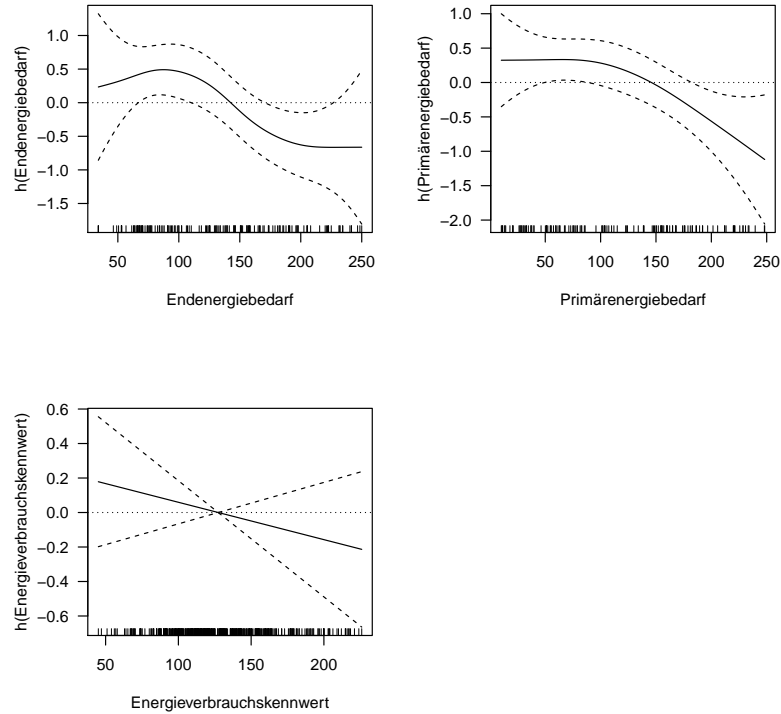 h(Endenergiebedarf)
1.0
0.5
0.0
−0.5
−1.0
−1.5
50 100 150 200 250
Endenergiebedarf
h(Primärenergiebedarf)
1.0
0.5
0.0
−0.5
−1.0
−1.5
−2.0
50 100 150 200 250
Primärenergiebedarf
h(Energieverbrauchskennwert)
0.6
0.4
0.2
0.0
−0.2
−0.4
−0.6
50 100 150 200
Energieverbrauchskennwert